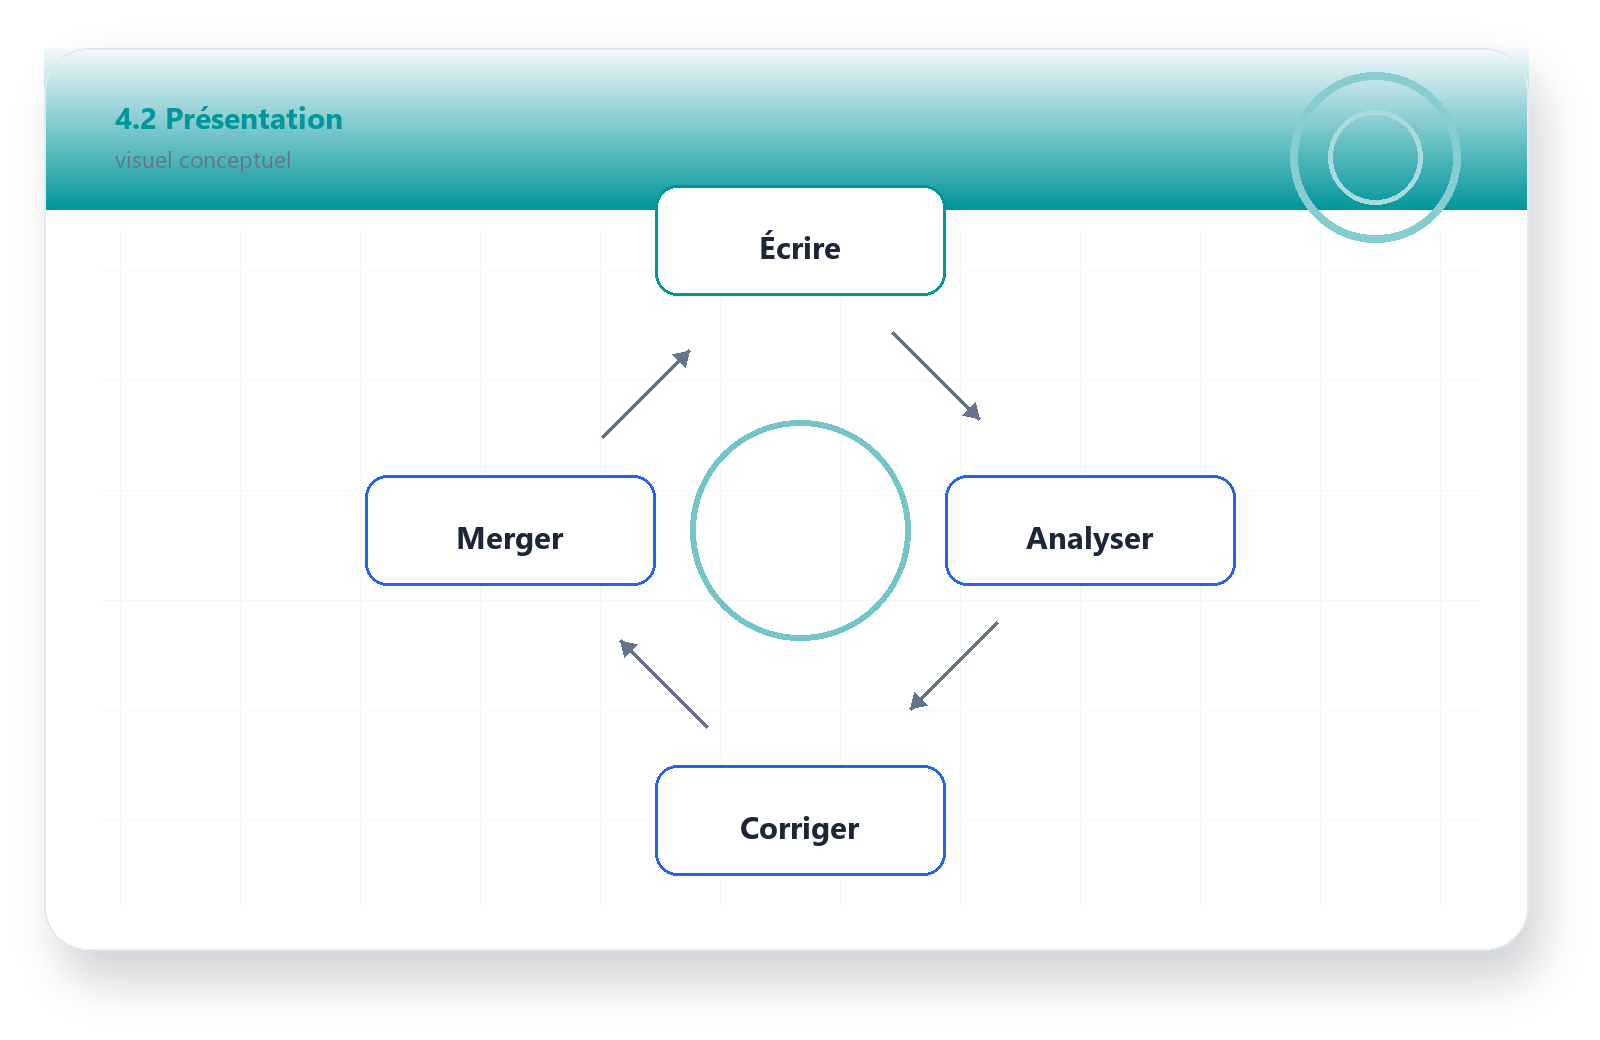 4.2 Présentation
visuel conceptuel
Écrire
Merger
Analyser
Corriger